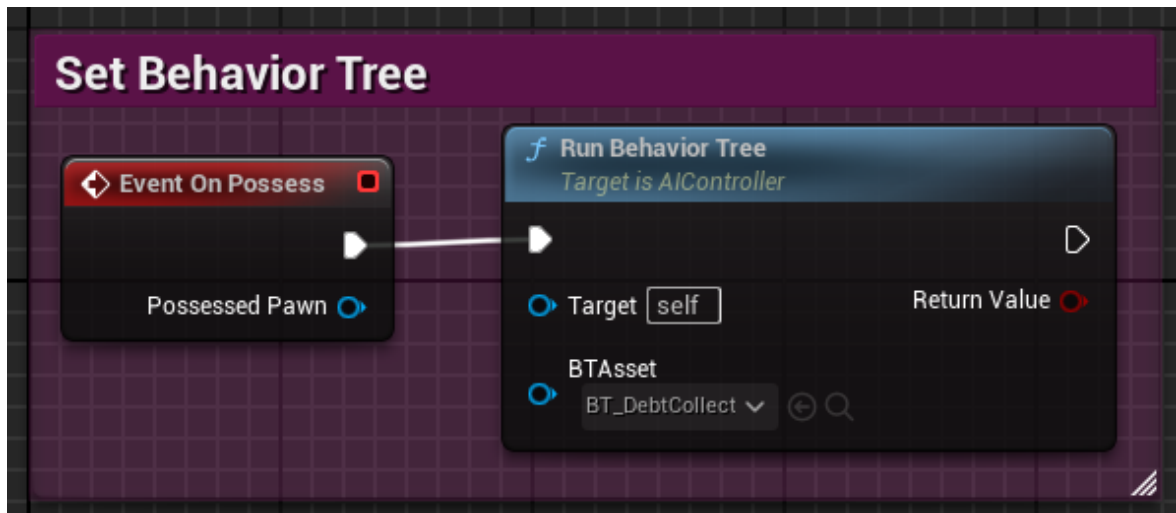 Set Behavior Tree
Event On Possess
Possessed Pawn
f Run Behavior Tree
Target is AIController
Target self
Return Value
BTAsset
BT_DebtCollect